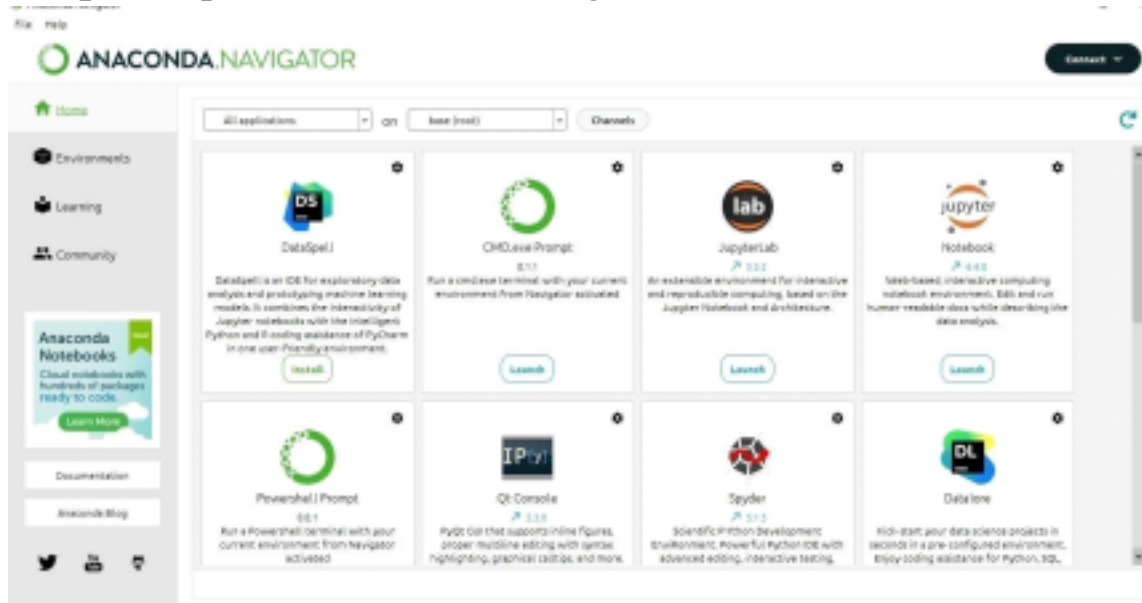 File Help
ANACONDA.NAVIGATOR
Connect
Home
All applications
on
base (root)
Channels
Environments
Learning
Community
DS
DataSpell
DataSpell is an IDE for exploratory data
analysis and prototyping machine learning
models. It combines the interactivity of
Jupyter notebooks with the intelligent
Python and R coding assistance of PyCharm
in one user-friendly environment.
Install
CMD.exe Prompt
0.1.1
Run a cmd.exe terminal with your current
environment from Navigator activated
Launch
lab
JupyterLab
An extensible environment for interactive
and reproducible computing, based on the
Jupyter Notebook and Architecture.
Launch
jupyter
Notebook
Web-based, interactive computing
notebook environment. Edit and run
human-readable docs while describing the
data analysis.
Launch
Anaconda
Notebooks
Cloud notebooks with
hundreds of packages
ready to code.
Learn More
Documentation
Anaconda Blog
Powershell Prompt
0.0.1
Run a Powershell terminal with your
current environment from Navigator
activated
IP[y]:
Qt Console
PyQt GUI that supports inline figures,
proper multiline editing with syntax
highlighting, graphical calltips, and more.
Spyder
Scientific Python Development
EnviRonment. Powerful Python IDE with
advanced editing, interactive testing,
DL
Datalore
Kick-start your data science projects in
seconds in a pre-configured environment.
Enjoy coding assistance for Python, SQL,